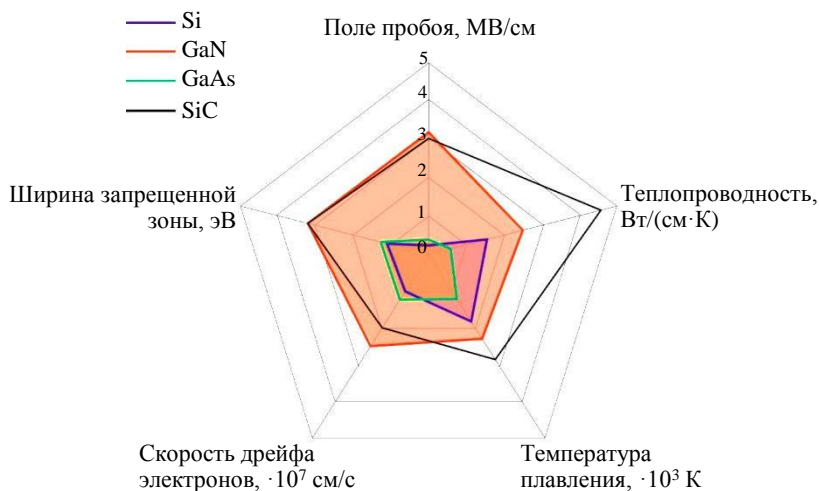 Si
GaN
GaAs
SiC
Поле пробоя, МВ/см
5
4
3
2
1
0
Ширина запрещенной
зоны, эВ
Теплопроводность,
Вт/(см·К)
Скорость дрейфа
электронов, ·10⁷ см/с
Температура
плавления, ·10³ К